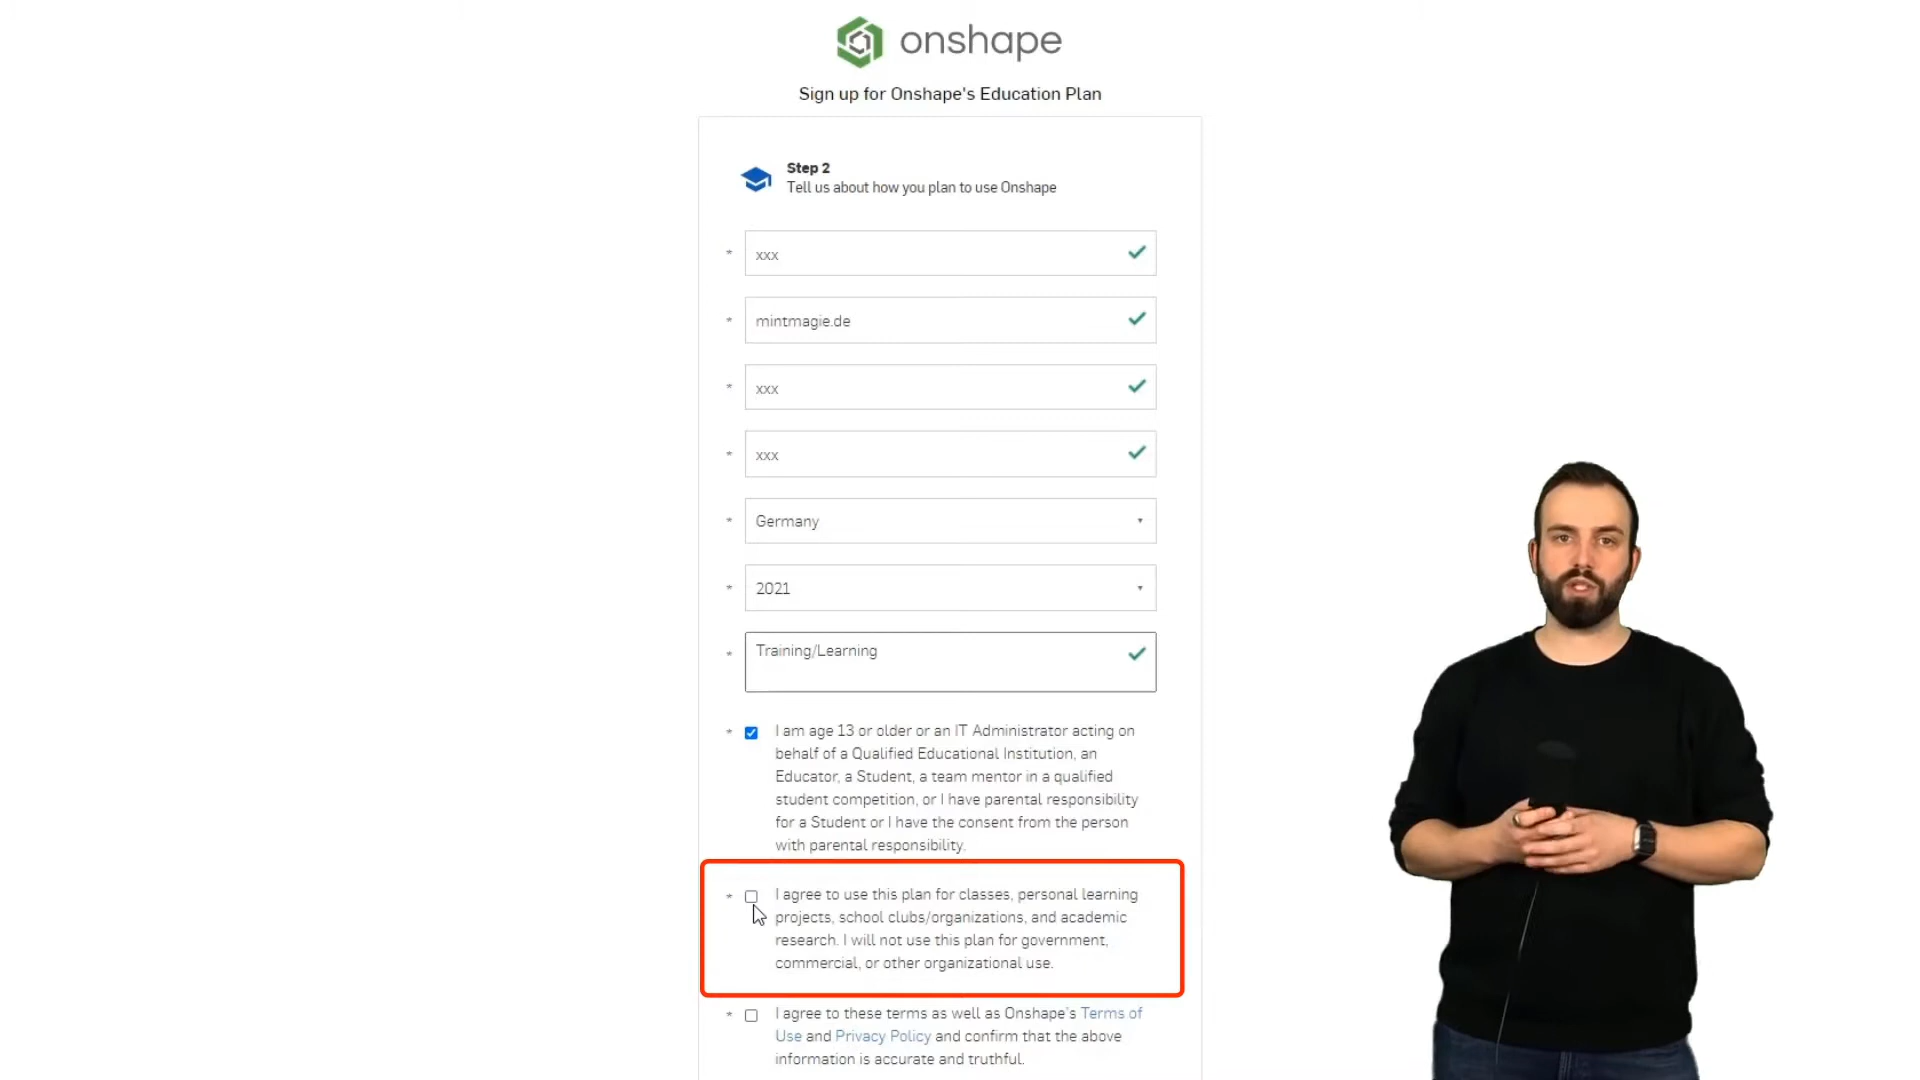 onshape
Sign up for Onshape's Education Plan
Step 2
Tell us about how you plan to use Onshape
* xxx
* mintmagie.de
* xxx
* xxx
* Germany
* 2021
* Training/Learning
* I am age 13 or older or an IT Administrator acting on
behalf of a Qualified Educational Institution, an
Educator, a Student, a team mentor in a qualified
student competition, or I have parental responsibility
for a Student or I have the consent from the person
with parental responsibility.
* I agree to use this plan for classes, personal learning
projects, school clubs/organizations, and academic
research. I will not use this plan for government,
commercial, or other organizational use.
* I agree to these terms as well as Onshape's Terms of
Use and Privacy Policy and confirm that the above
information is accurate and truthful.